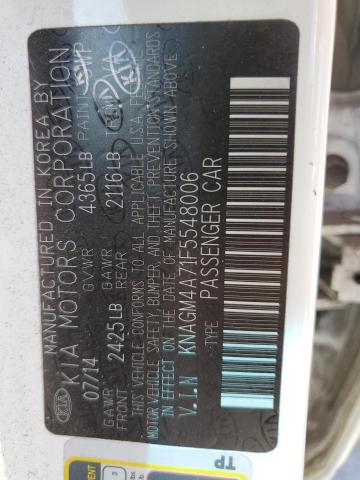 MANUFACTURED IN KOREA BY
KIA MOTORS CORPORATION
KIA
07/14 GVWR 4365LB PAINT SWP
GAWR FRONT 2425LB GAWR REAR 2116LB
THIS VEHICLE CONFORMS TO ALL APPLICABLE U.S.A. FEDERAL
MOTOR VEHICLE SAFETY, BUMPER AND THEFT PREVENTION STANDARDS
IN EFFECT ON THE DATE OF MANUFACTURE SHOWN ABOVE.
V.I.N KNAGM4A71F5548006
TYPE PASSENGER CAR
TP